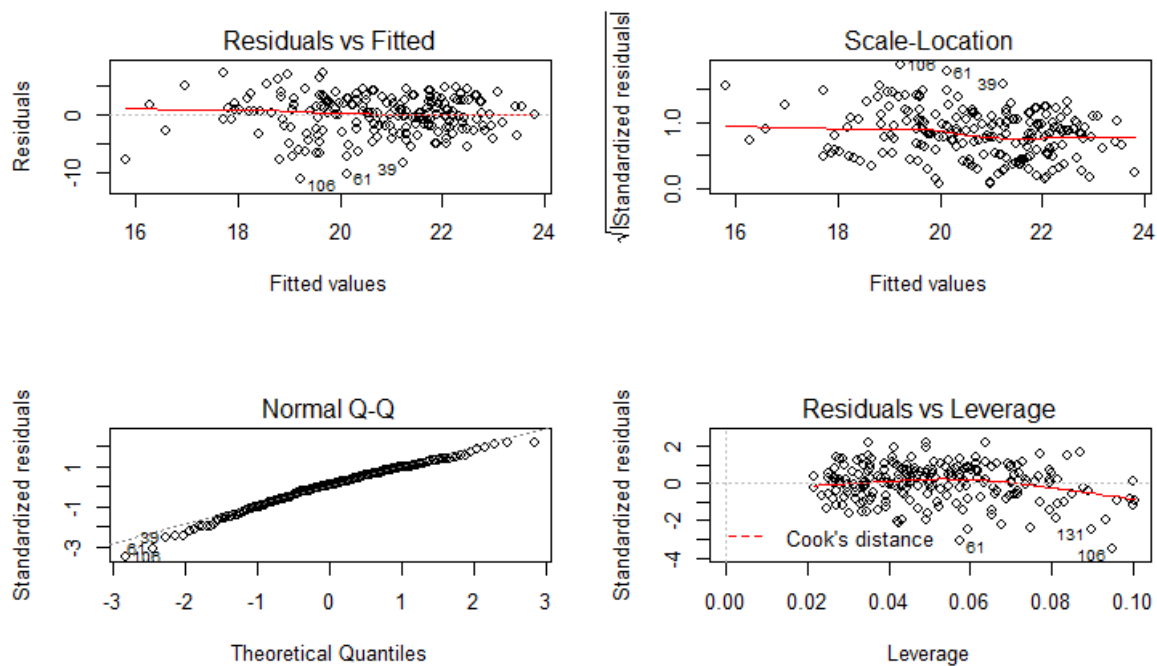 Residuals vs Fitted
Residuals
0
-10
106
61
39
16 18 20 22 24
Fitted values
Scale-Location
√|Standardized residuals|
1.0
0.0
106
61
39
16 18 20 22 24
Fitted values
Normal Q-Q
Standardized residuals
1
-1
-3
39
61
106
-3 -2 -1 0 1 2 3
Theoretical Quantiles
Residuals vs Leverage
Standardized residuals
2
0
-2
-4
131
Cook's distance
61
106
0.00 0.02 0.04 0.06 0.08 0.10
Leverage